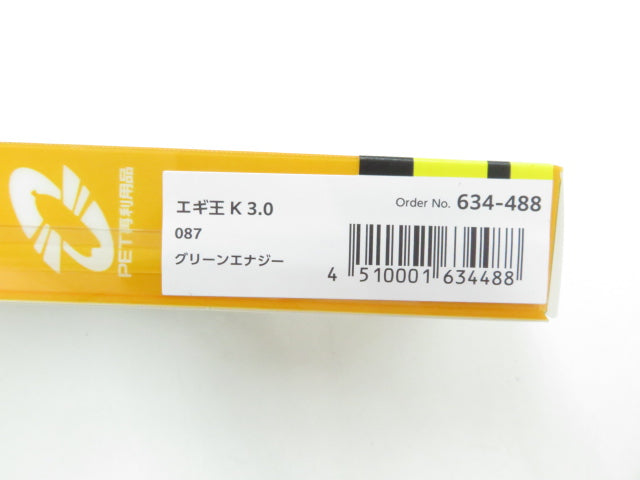 エギ王 K 3.0
Order No. 634-488
087
グリーンエナジー
4 510001 634488
PET再利用品